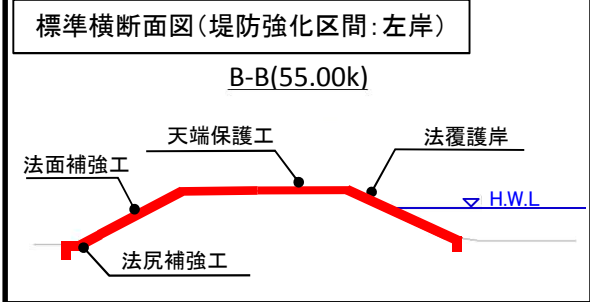 標準横断面図(堤防強化区間:左岸)
B-B(55.00k)
天端保護工
法覆護岸
法面補強工
H.W.L
法尻補強工